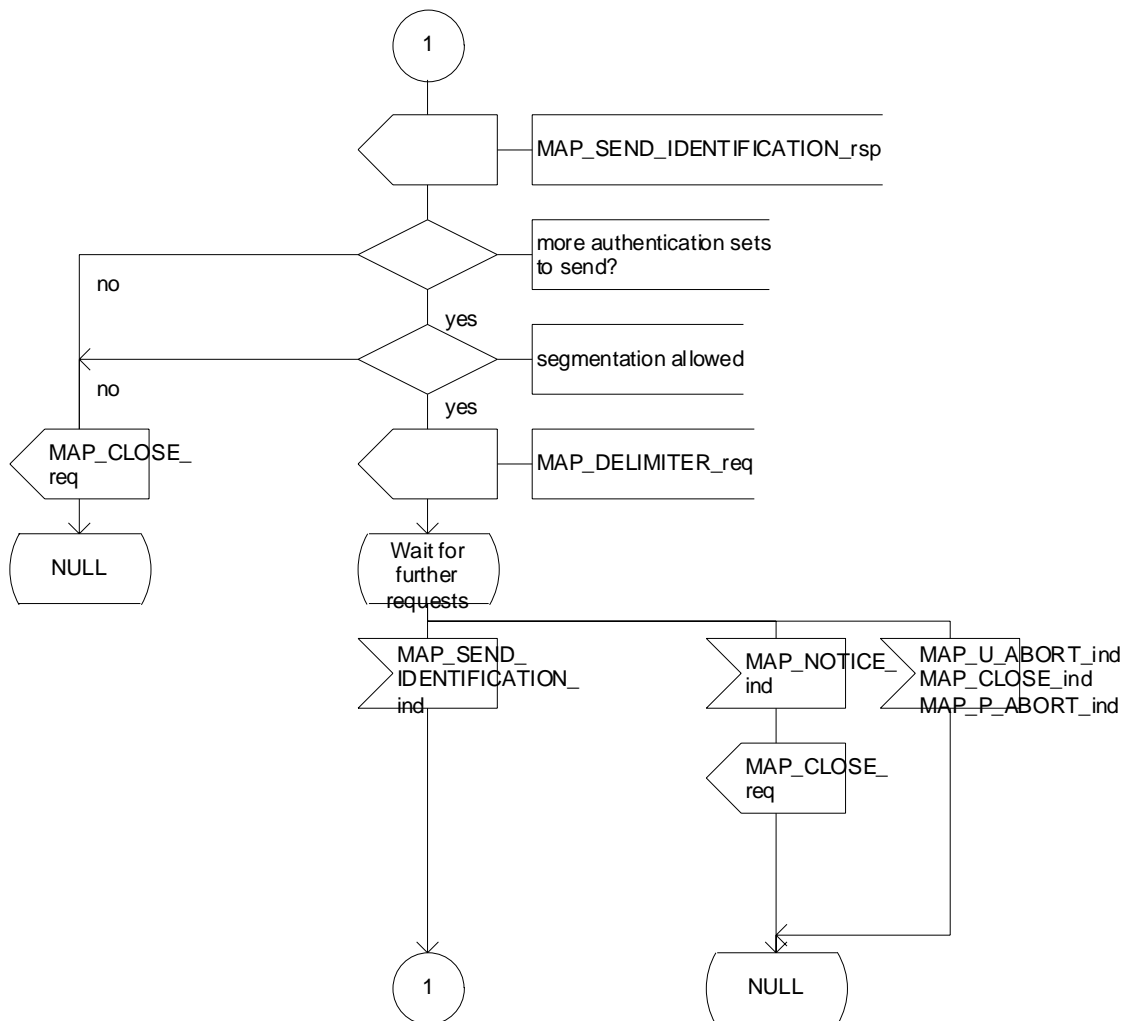 1
MAP_SEND_IDENTIFICATION_rsp
more authentication sets
to send?
no
yes
segmentation allowed
no
yes
MAP_CLOSE_
req
MAP_DELIMITER_req
NULL
Wait for
further
requests
MAP_SEND_
IDENTIFICATION_
ind
MAP_NOTICE_
ind
MAP_U_ABORT_ind
MAP_CLOSE_ind
MAP_P_ABORT_ind
MAP_CLOSE_
req
1
NULL